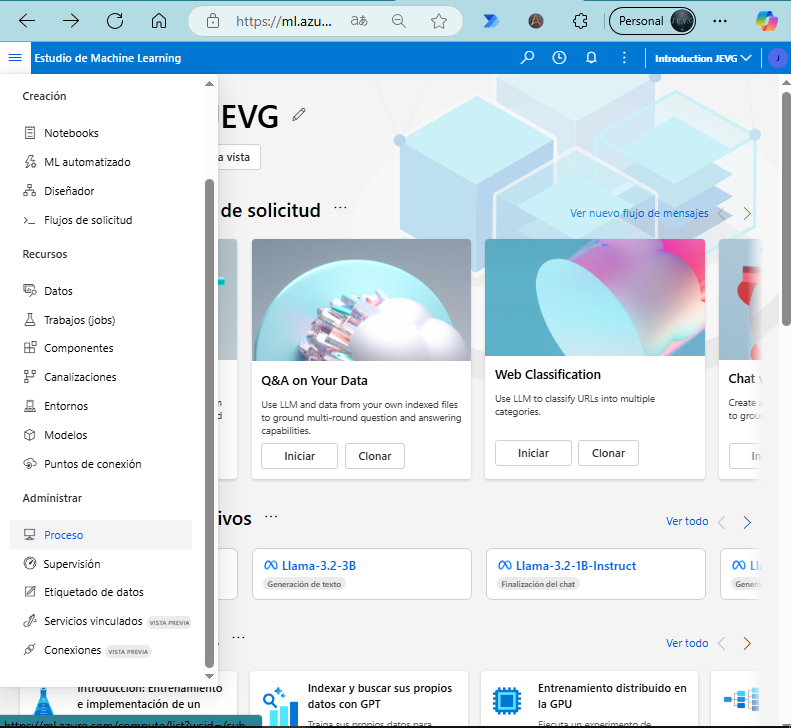 https://ml.azu...
Personal
J.E.V.G
Estudio de Machine Learning
Introduction JEVG
J
Creación
Notebooks
ML automatizado
Diseñador
Flujos de solicitud
Recursos
Datos
Trabajos (jobs)
Componentes
Canalizaciones
Entornos
Modelos
Puntos de conexión
Administrar
Proceso
Supervisión
Etiquetado de datos
Servicios vinculados VISTA PREVIA
Conexiones VISTA PREVIA
JEVG
a vista
de solicitud ...
Ver nuevo flujo de mensajes
Q&A on Your Data
Use LLM and data from your own indexed files
to ground multi-round question and answering
capabilities.
Iniciar
Clonar
Web Classification
Use LLM to classify URLs into multiple
categories.
Iniciar
Clonar
Chat
Create a
to grou
In
ivos ...
Ver todo
Llama-3.2-3B
Generación de texto
Llama-3.2-1B-Instruct
Finalización del chat
Ll
Genera
...
Ver todo
Introducción: Entrenamiento
e implementación de un
Indexar y buscar sus propios
datos con GPT
Traiga sus propios datos para
Entrenamiento distribuido en
la GPU
Ejecuta un experimento de
https://ml.azure.com/compute/list?wsid=/sub